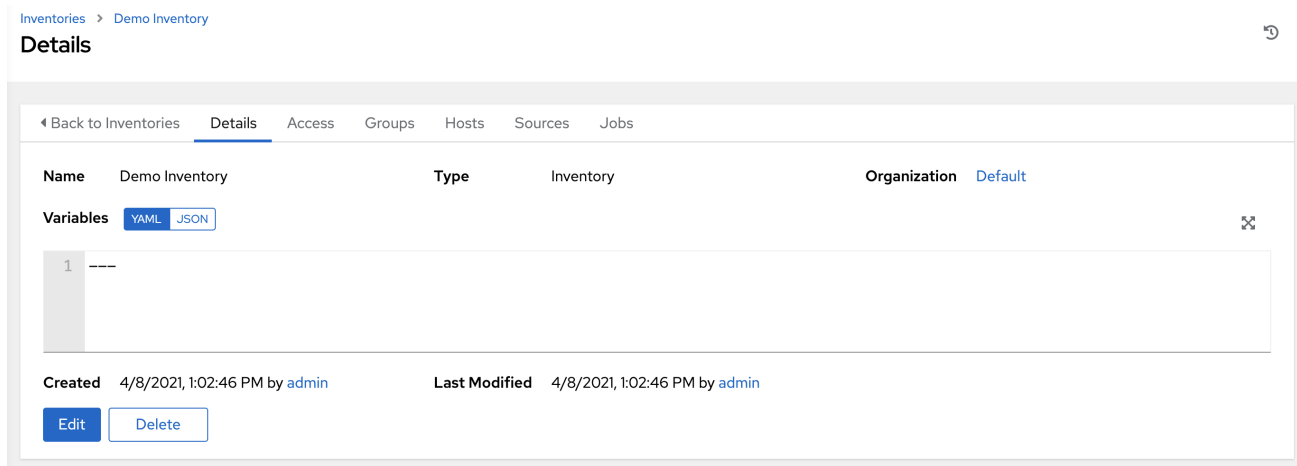 Inventories > Demo Inventory
Details
Back to Inventories Details Access Groups Hosts Sources Jobs
Name Demo Inventory Type Inventory Organization Default
Variables YAML JSON
1 ---
Created 4/8/2021, 1:02:46 PM by admin Last Modified 4/8/2021, 1:02:46 PM by admin
Edit Delete